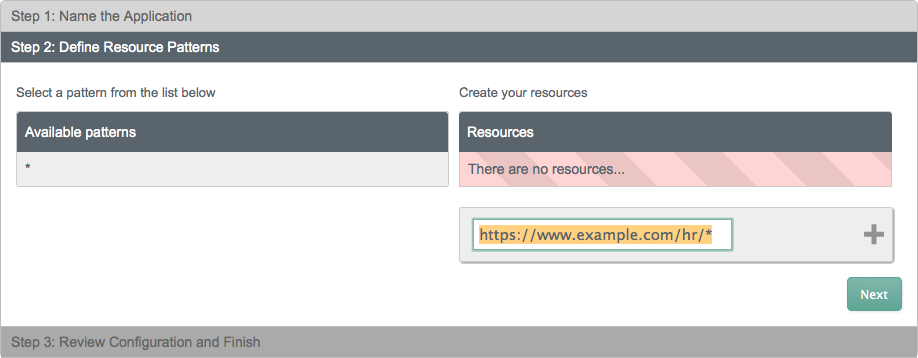 Step 1: Name the Application
Step 2: Define Resource Patterns
Select a pattern from the list below
Available patterns
*
Create your resources
Resources
There are no resources...
https://www.example.com/hr/*
Next
Step 3: Review Configuration and Finish